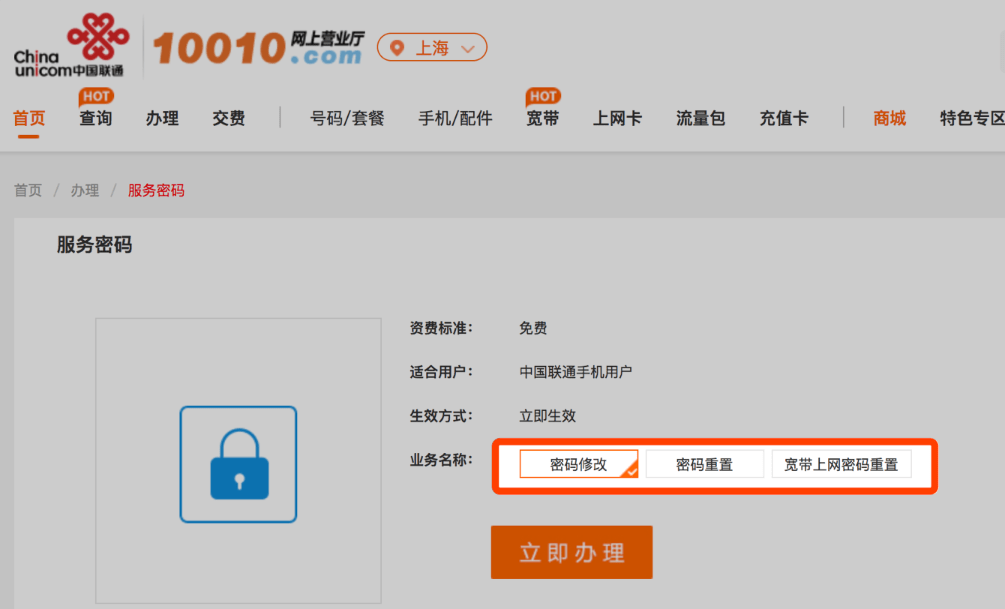 China
unicom中国联通
10010
网上营业厅
.com
上海
HOT
HOT
首页 查询 办理 交费 号码/套餐 手机/配件 宽带 上网卡 流量包 充值卡 商城 特色专区
首页 / 办理 / 服务密码
服务密码
资费标准: 免费
适合用户: 中国联通手机用户
生效方式: 立即生效
业务名称: 密码修改 密码重置 宽带上网密码重置
立即办理